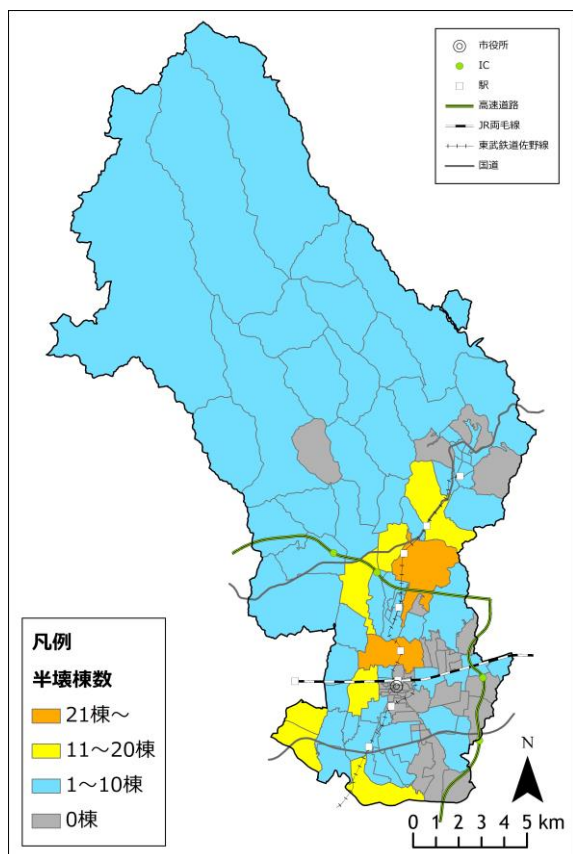 市役所
IC
駅
高速道路
JR両毛線
東武鉄道佐野線
国道
凡例
半壊棟数
21棟～
11～20棟
1～10棟
0棟
N
0 1 2 3 4 5 km